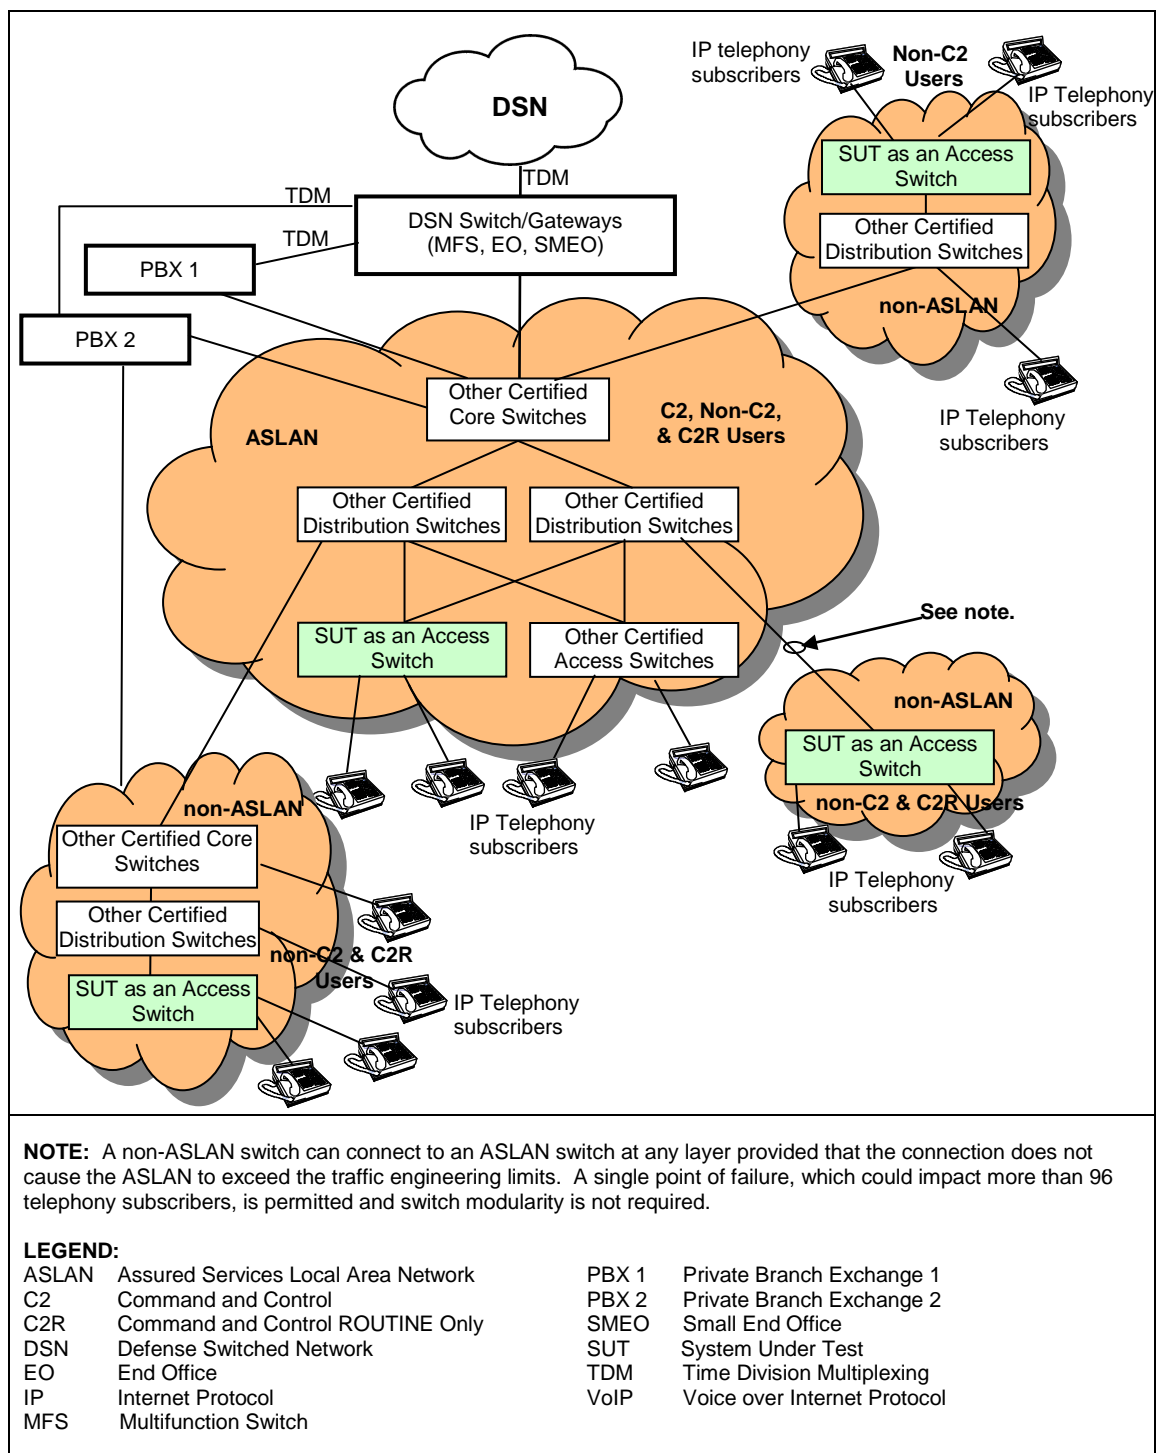 DSN
IP telephony
subscribers
Non-C2
Users
IP Telephony
subscribers
SUT as an Access
Switch
Other Certified
Distribution Switches
non-ASLAN
IP Telephony
subscribers
TDM
TDM
TDM
DSN Switch/Gateways
(MFS, EO, SMEO)
PBX 1
PBX 2
Other Certified
Core Switches
ASLAN
C2, Non-C2,
& C2R Users
Other Certified
Distribution Switches
Other Certified
Distribution Switches
SUT as an Access
Switch
Other Certified
Access Switches
See note.
non-ASLAN
SUT as an Access
Switch
non-C2 & C2R Users
IP Telephony
subscribers
IP Telephony
subscribers
non-ASLAN
Other Certified Core
Switches
Other Certified
Distribution Switches
non-C2 & C2R
Users
SUT as an Access
Switch
IP Telephony
subscribers
NOTE: A non-ASLAN switch can connect to an ASLAN switch at any layer provided that the connection does not
cause the ASLAN to exceed the traffic engineering limits. A single point of failure, which could impact more than 96
telephony subscribers, is permitted and switch modularity is not required.
LEGEND:
ASLAN Assured Services Local Area Network
C2 Command and Control
C2R Command and Control ROUTINE Only
DSN Defense Switched Network
EO End Office
IP Internet Protocol
MFS Multifunction Switch
PBX 1 Private Branch Exchange 1
PBX 2 Private Branch Exchange 2
SMEO Small End Office
SUT System Under Test
TDM Time Division Multiplexing
VoIP Voice over Internet Protocol